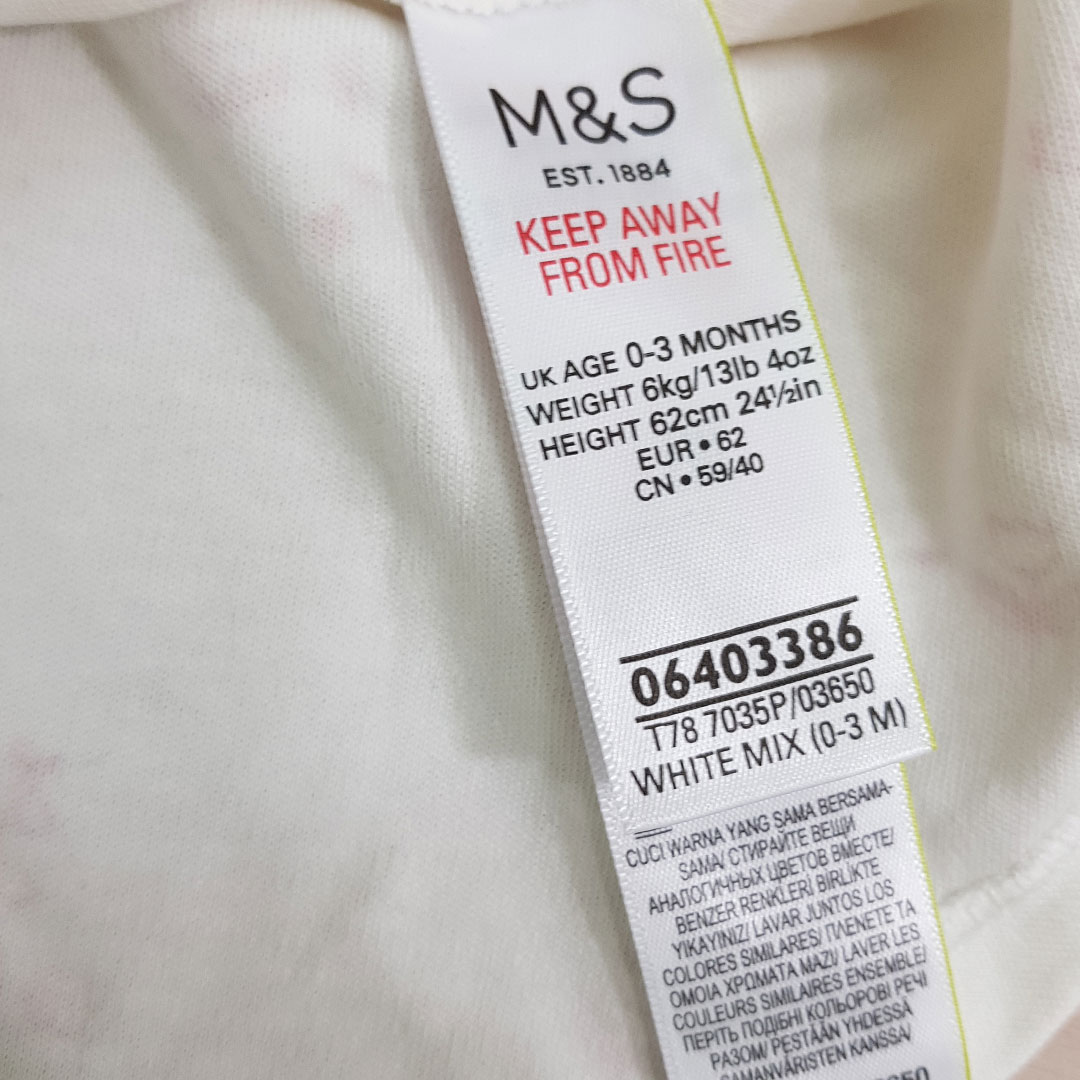 M&S
EST. 1884
KEEP AWAY
FROM FIRE
UK AGE 0-3 MONTHS
WEIGHT 6kg/13lb 4oz
HEIGHT 62cm 24½in
EUR • 62
CN • 59/40
06403386
T78 7035P/03650
WHITE MIX (0-3 M)
CUCI WARNA YANG SAMA BERSAMA-
SAMA/ СТИРАЙТЕ ВЕЩИ
АНАЛОГИЧНЫХ ЦВЕТОВ ВМЕСТЕ/
BENZER RENKLERİ BİRLİKTE
YIKAYINIZ/ LAVAR JUNTOS LOS
COLORES SIMILARES/ ΠΛΕΝΕΤΕ ΤΑ
ΟΜΟΙΑ ΧΡΩΜΑΤΑ ΜΑΖΙ/ LAVER LES
COULEURS SIMILAIRES ENSEMBLE/
ПЕРІТЬ ПОДІБНІ КОЛЬОРОВІ РЕЧІ
РАЗОМ/ PESTÄÄN YHDESSÄ
SAMANVÄRISTEN KANSSA/